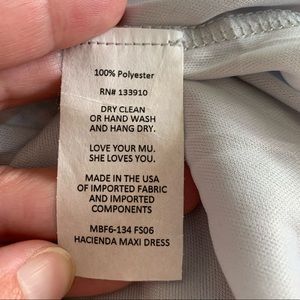 100% Polyester
RN# 133910
DRY CLEAN
OR HAND WASH
AND HANG DRY.
LOVE YOUR MU.
SHE LOVES YOU.
MADE IN THE USA
OF IMPORTED FABRIC
AND IMPORTED
COMPONENTS
MBF6-134 FS06
HACIENDA MAXI DRESS